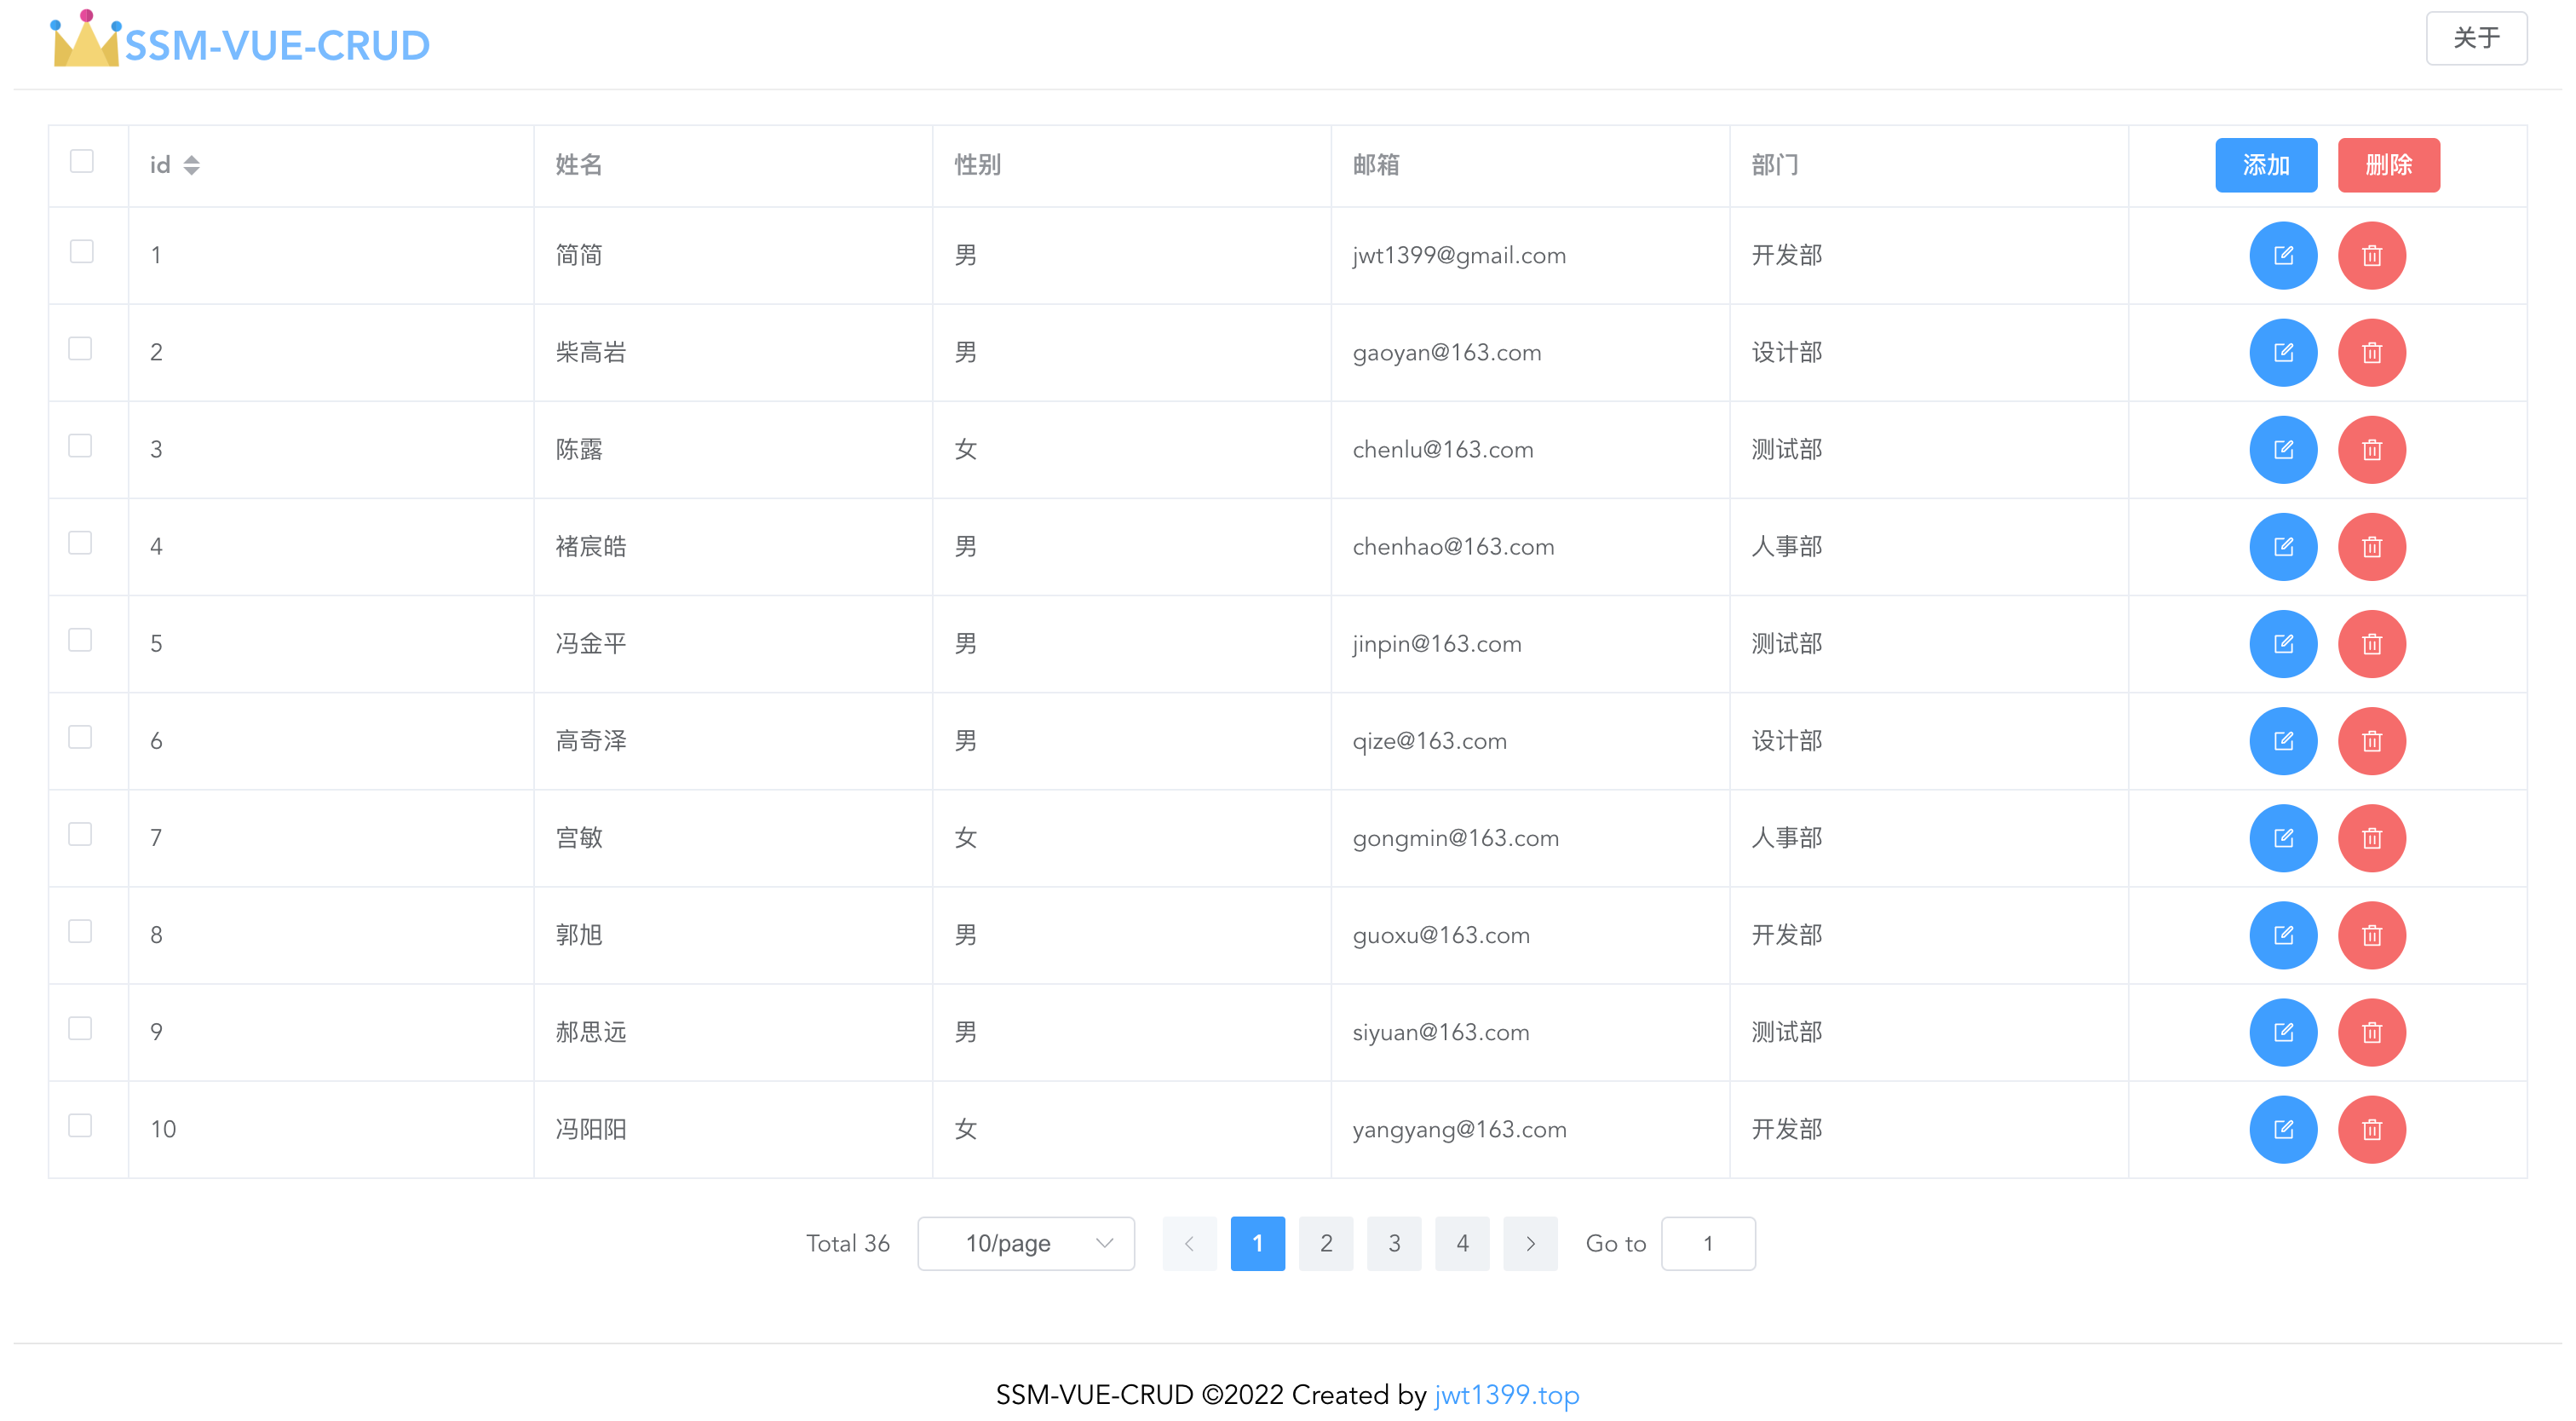 SSM-VUE-CRUD 关于
id 姓名 性别 邮箱 部门 添加 删除
1 简简 男 jwt1399@gmail.com 开发部
2 柴高岩 男 gaoyan@163.com 设计部
3 陈露 女 chenlu@163.com 测试部
4 褚宸皓 男 chenhao@163.com 人事部
5 冯金平 男 jinpin@163.com 测试部
6 高奇泽 男 qize@163.com 设计部
7 宫敏 女 gongmin@163.com 人事部
8 郭旭 男 guoxu@163.com 开发部
9 郝思远 男 siyuan@163.com 测试部
10 冯阳阳 女 yangyang@163.com 开发部
Total 36 10/page 1 2 3 4 Go to 1
SSM-VUE-CRUD ©2022 Created by jwt1399.top